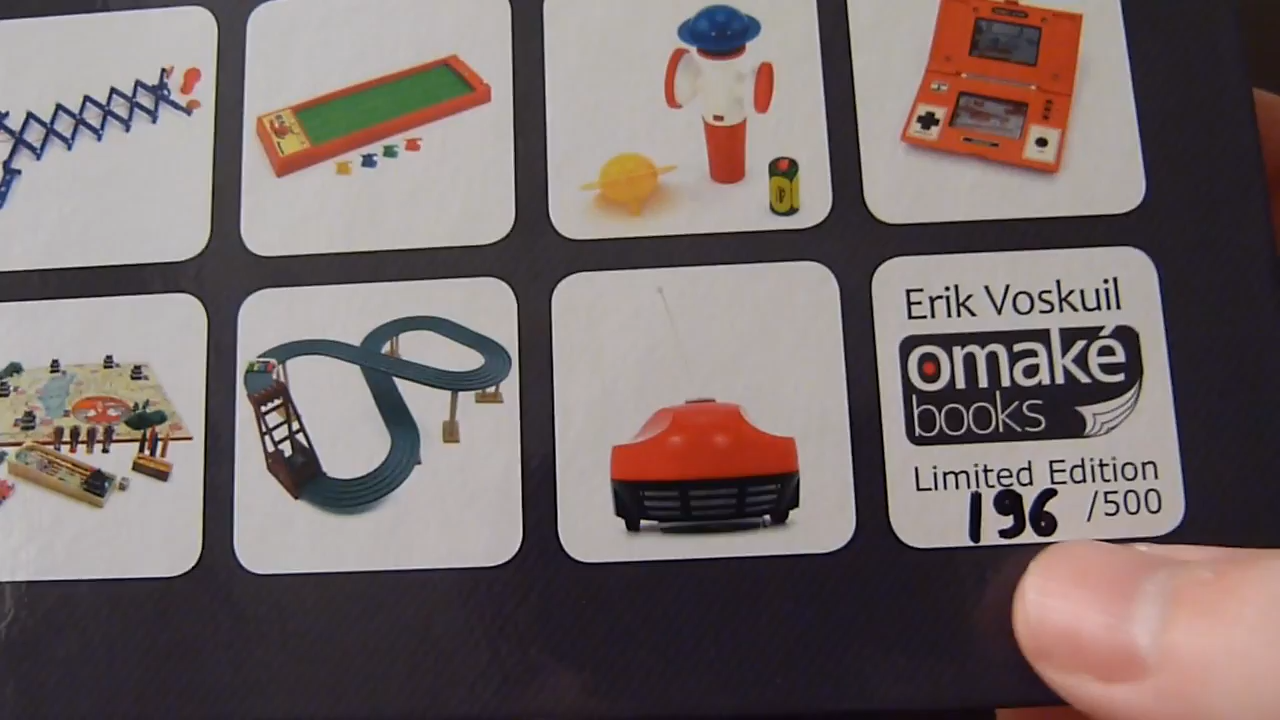 Erik Voskuil
omaké
books
Limited Edition
196 /500